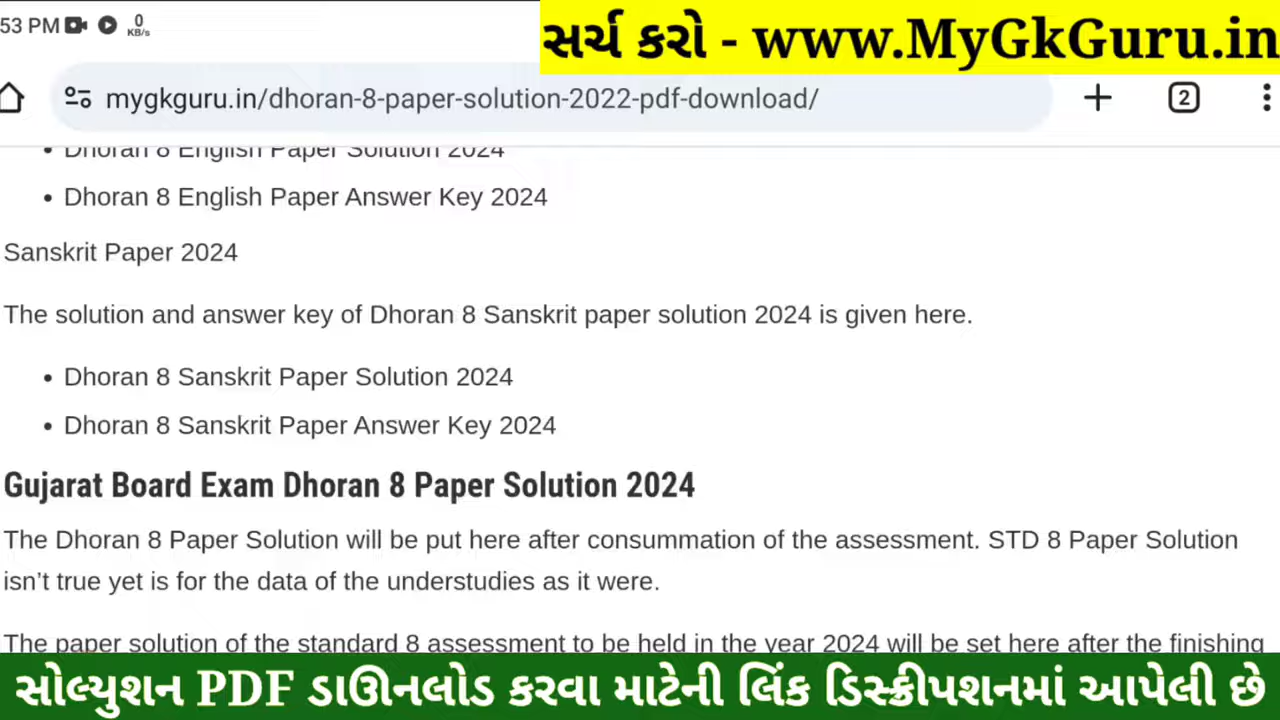 53 PM
0
KB/s
સર્ચ કરો - www.MyGkGuru.in
mygkguru.in/dhoran-8-paper-solution-2022-pdf-download/
2
• Dhoran 8 English Paper Solution 2024
• Dhoran 8 English Paper Answer Key 2024
Sanskrit Paper 2024
The solution and answer key of Dhoran 8 Sanskrit paper solution 2024 is given here.
• Dhoran 8 Sanskrit Paper Solution 2024
• Dhoran 8 Sanskrit Paper Answer Key 2024
Gujarat Board Exam Dhoran 8 Paper Solution 2024
The Dhoran 8 Paper Solution will be put here after consummation of the assessment. STD 8 Paper Solution
isn’t true yet is for the data of the understudies as it were.
The paper solution of the standard 8 assessment to be held in the year 2024 will be set here after the finishing
સોલ્યુશન PDF ડાઊનલોડ કરવા માટેની લિંક ડિસ્ક્રીપશનમાં આપેલી છે